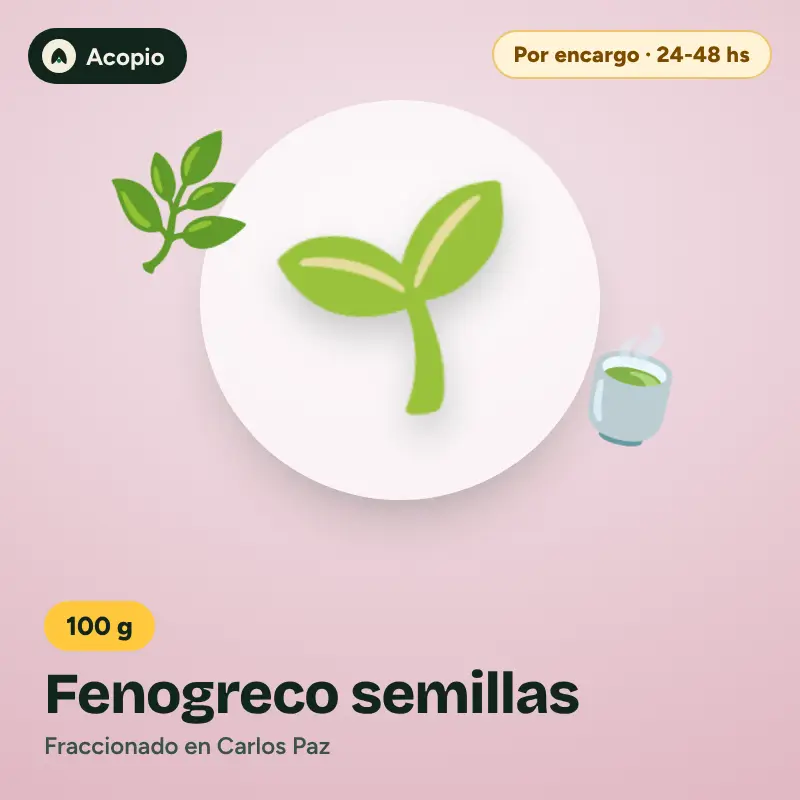 Acopio
Por encargo · 24-48 hs
100 g
Fenogreco semillas
Fraccionado en Carlos Paz